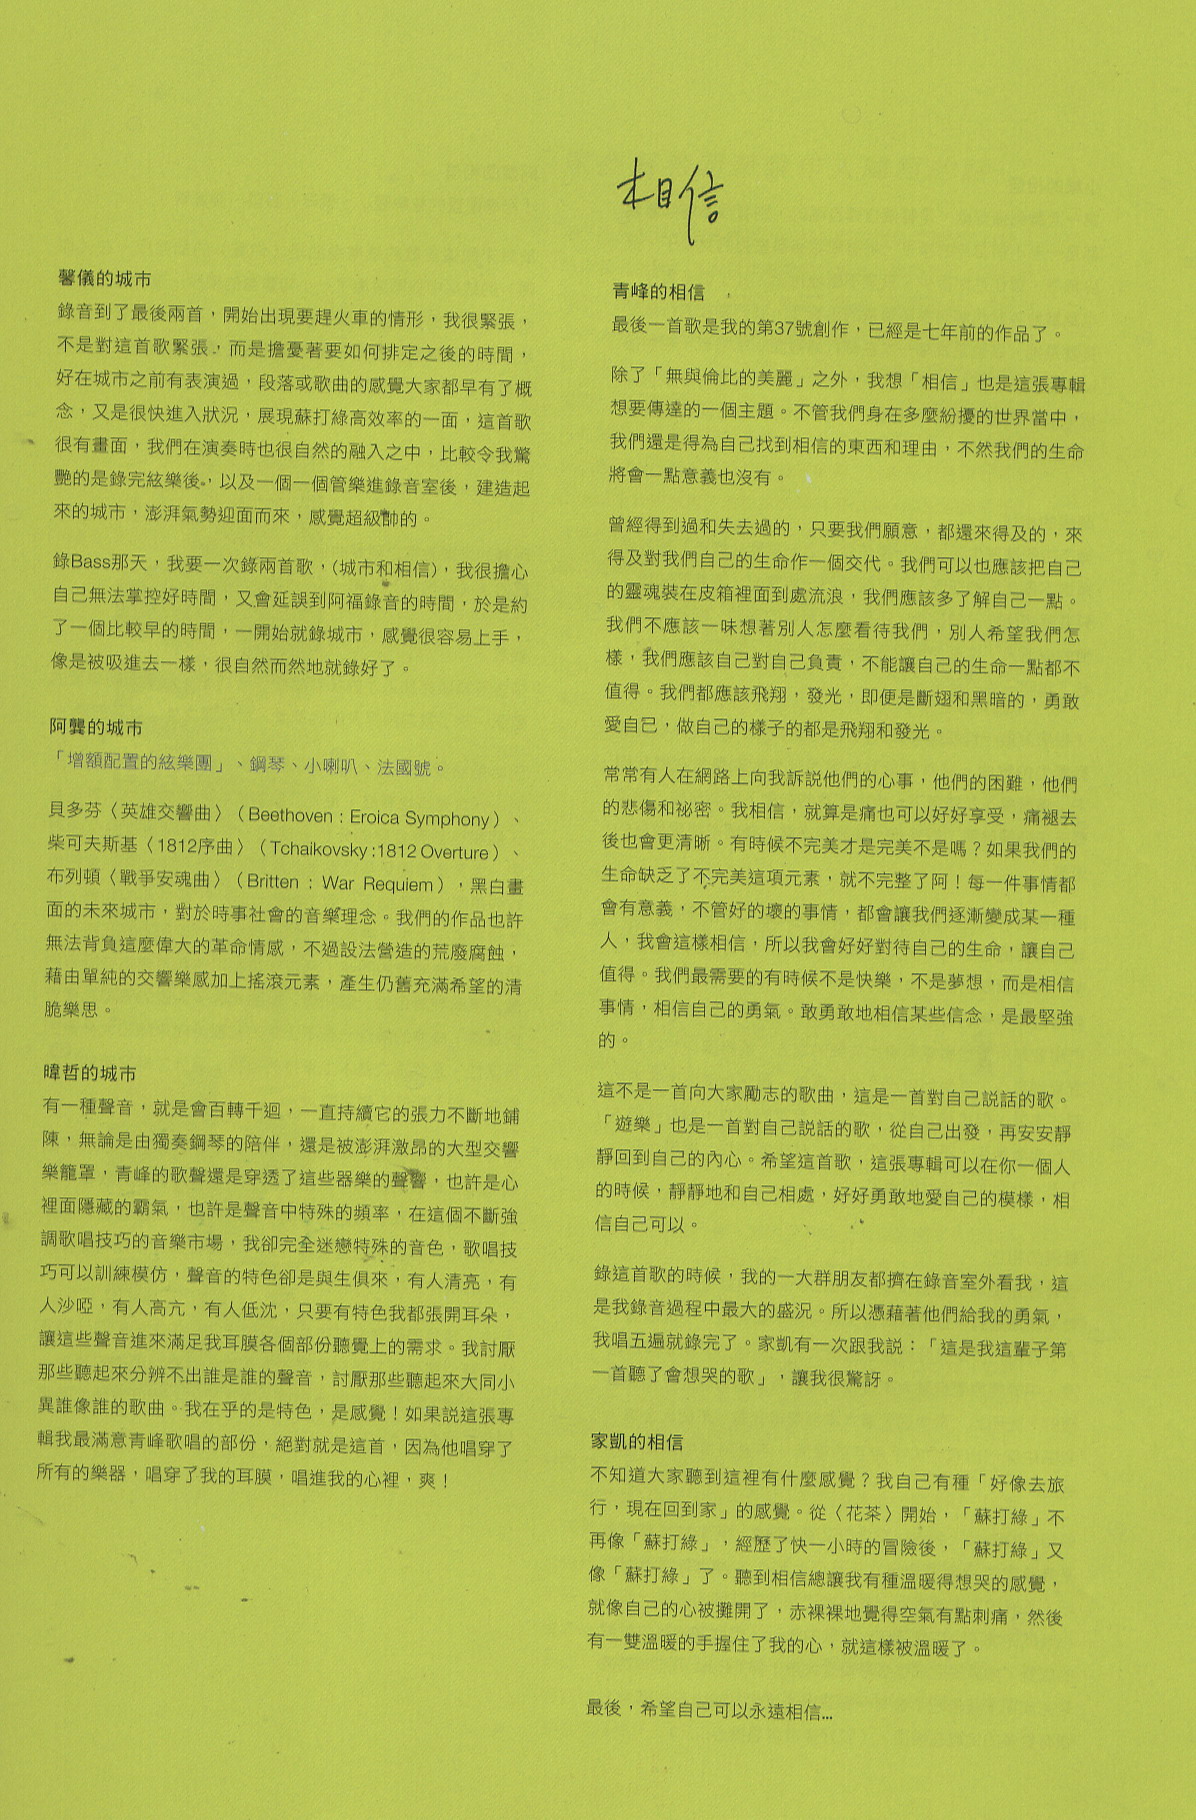 馨儀的城市
錄音到了最後兩首，開始出現要趕火車的情形，我很緊張，
不是對這首歌緊張，而是擔憂著要如何排定之後的時間，
好在城市之前有表演過，段落或歌曲的感覺大家都早有了概
念，又是很快進入狀況，展現蘇打綠高效率的一面，這首歌
很有畫面，我們在演奏時也很自然的融入之中，比較令我驚
艷的是錄完絃樂後，以及一個一個管樂進錄音室後，建造起
來的城市，澎湃氣勢迎面而來，感覺超級帥的。
錄Bass那天，我要一次錄兩首歌，(城市和相信)，我很擔心
自己無法掌控好時間，又會延誤到阿福錄音的時間，於是約
了一個比較早的時間，一開始就錄城市，感覺很容易上手，
像是被吸進去一樣，很自然而然地就錄好了。
阿龔的城市
「增額配置的絃樂團」、鋼琴、小喇叭、法國號。
貝多芬〈英雄交響曲〉（Beethoven : Eroica Symphony）、
柴可夫斯基〈1812序曲〉（Tchaikovsky :1812 Overture）、
布列頓〈戰爭安魂曲〉（Britten : War Requiem），黑白畫
面的未來城市，對於時事社會的音樂理念。我們的作品也許
無法背負這麼偉大的革命情感，不過設法營造的荒廢腐蝕，
藉由單純的交響樂感加上搖滾元素，產生仍舊充滿希望的清
脆樂思。
暐哲的城市
有一種聲音，就是會百轉千迴，一直持續它的張力不斷地鋪
陳，無論是由獨奏鋼琴的陪伴，還是被澎湃激昂的大型交響
樂籠罩，青峰的歌聲還是穿透了這些器樂的聲響，也許是心
裡面隱藏的霸氣，也許是聲音中特殊的頻率，在這個不斷強
調歌唱技巧的音樂市場，我卻完全迷戀特殊的音色，歌唱技
巧可以訓練模仿，聲音的特色卻是與生俱來，有人清亮，有
人沙啞，有人高亢，有人低沈，只要有特色我都張開耳朵，
讓這些聲音進來滿足我耳膜各個部份聽覺上的需求。我討厭
那些聽起來分辨不出誰是誰的聲音，討厭那些聽起來大同小
異誰像誰的歌曲。我在乎的是特色，是感覺！如果說這張專
輯我最滿意青峰歌唱的部份，絕對就是這首，因為他唱穿了
所有的樂器，唱穿了我的耳膜，唱進我的心裡，爽！
相信
青峰的相信
最後一首歌是我的第37號創作，已經是七年前的作品了。
除了「無與倫比的美麗」之外，我想「相信」也是這張專輯
想要傳達的一個主題。不管我們身在多麼紛擾的世界當中，
我們還是得為自己找到相信的東西和理由，不然我們的生命
將會一點意義也沒有。
曾經得到過和失去過的，只要我們願意，都還來得及的，來
得及對我們自己的生命作一個交代。我們可以也應該把自己
的靈魂裝在皮箱裡面到處流浪，我們應該多了解自己一點。
我們不應該一味想著別人怎麼看待我們，別人希望我們怎
樣，我們應該自己對自己負責，不能讓自己的生命一點都不
值得。我們都應該飛翔，發光，即便是斷翅和黑暗的，勇敢
愛自己，做自己的樣子的都是飛翔和發光。
常常有人在網路上向我訴說他們的心事，他們的困難，他們
的悲傷和祕密。我相信，就算是痛也可以好好享受，痛褪去
後也會更清晰。有時候不完美才是完美不是嗎？如果我們的
生命缺乏了不完美這項元素，就不完整了阿！每一件事情都
會有意義，不管好的壞的事情，都會讓我們逐漸變成某一種
人，我會這樣相信，所以我會好好對待自己的生命，讓自己
值得。我們最需要的有時候不是快樂，不是夢想，而是相信
事情，相信自己的勇氣。敢勇敢地相信某些信念，是最堅強
的。
這不是一首向大家勵志的歌曲，這是一首對自己說話的歌。
「遊樂」也是一首對自己說話的歌，從自己出發，再安安靜
靜回到自己的內心。希望這首歌，這張專輯可以在你一個人
的時候，靜靜地和自己相處，好好勇敢地愛自己的模樣，相
信自己可以。
錄這首歌的時候，我的一大群朋友都擠在錄音室外看我，這
是我錄音過程中最大的盛況。所以憑藉著他們給我的勇氣，
我唱五遍就錄完了。家凱有一次跟我說：「這是我這輩子第
一首聽了會想哭的歌」，讓我很驚訝。
家凱的相信
不知道大家聽到這裡有什麼感覺？我自己有種「好像去旅
行，現在回到家」的感覺。從〈花茶〉開始，「蘇打綠」不
再像「蘇打綠」，經歷了快一小時的冒險後，「蘇打綠」又
像「蘇打綠」了。聽到相信總讓我有種溫暖得想哭的感覺，
就像自己的心被攤開了，赤裸裸地覺得空氣有點刺痛，然後
有一雙溫暖的手握住了我的心，就這樣被溫暖了。
最後，希望自己可以永遠相信...